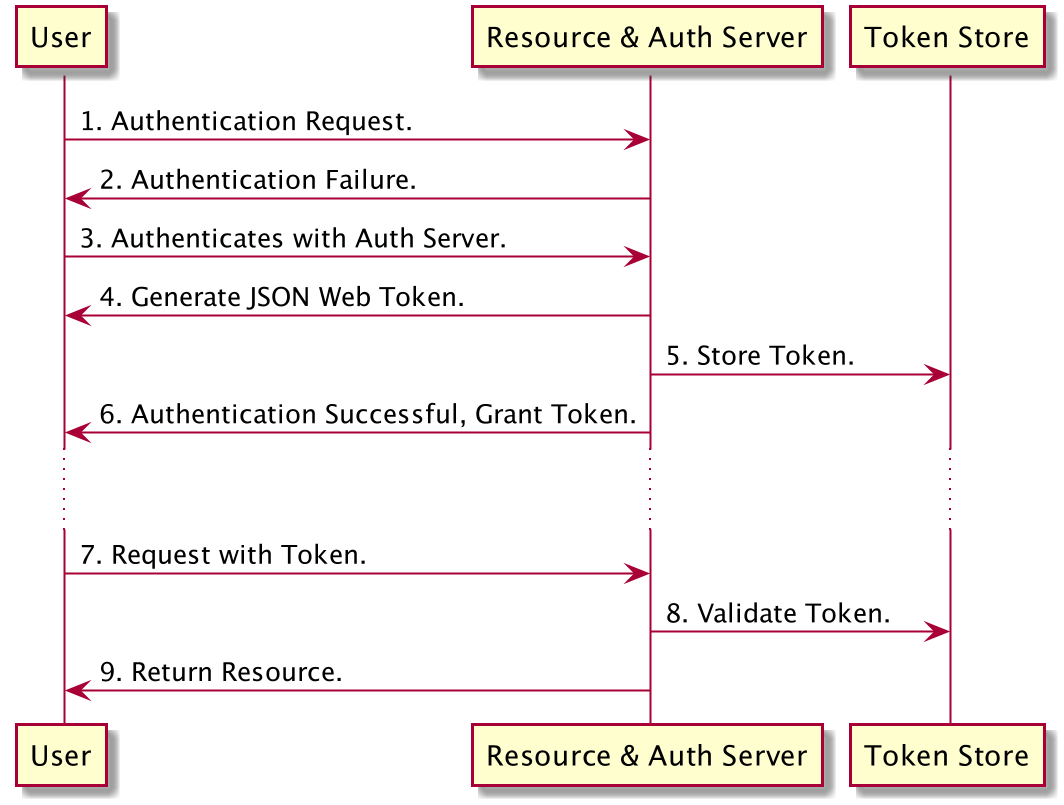 User
Resource & Auth Server
Token Store
1. Authentication Request.
2. Authentication Failure.
3. Authenticates with Auth Server.
4. Generate JSON Web Token.
5. Store Token.
6. Authentication Successful, Grant Token.
7. Request with Token.
8. Validate Token.
9. Return Resource.
User
Resource & Auth Server
Token Store